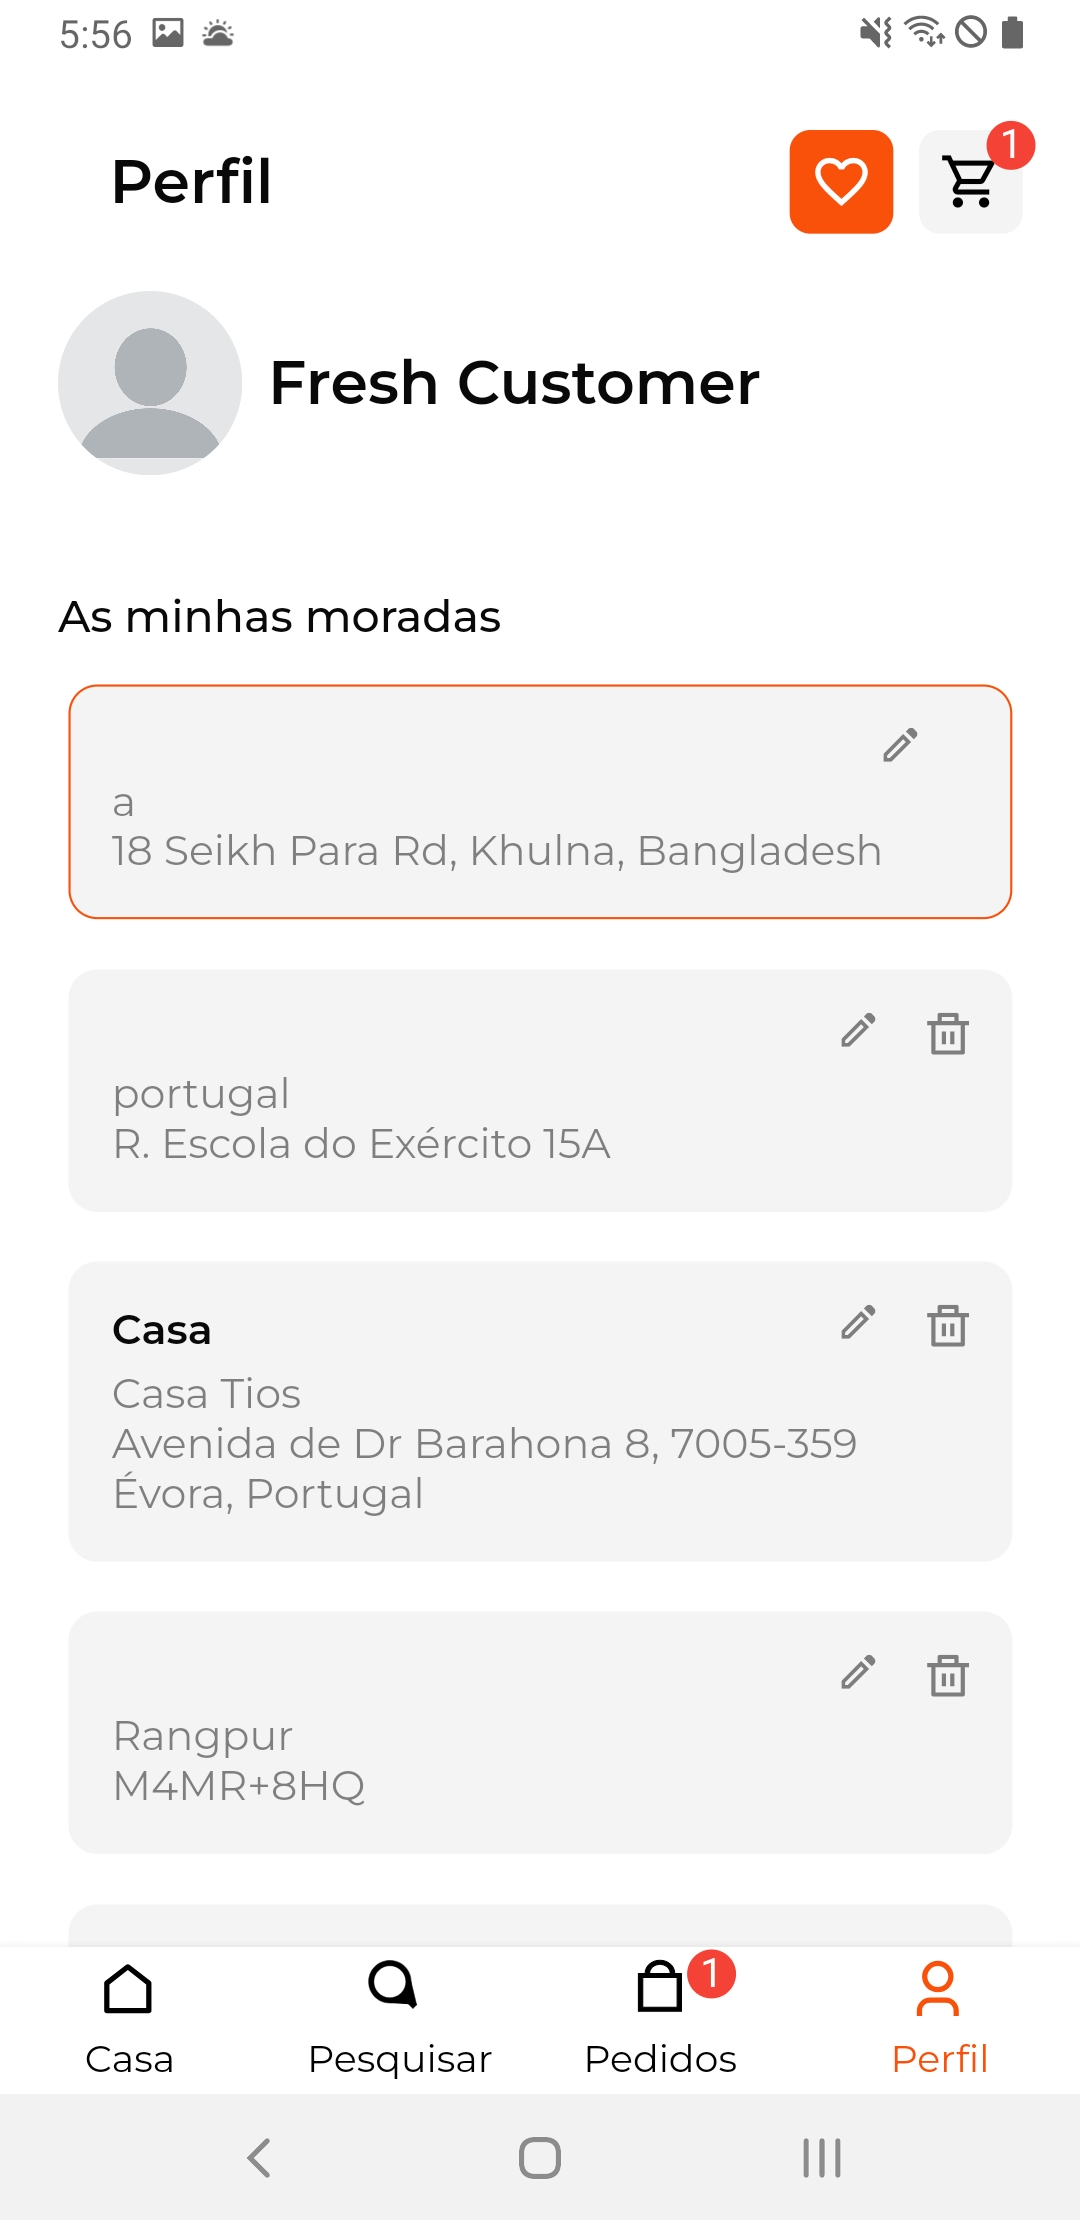 5:56
Perfil
1
Fresh Customer
As minhas moradas
a
18 Seikh Para Rd, Khulna, Bangladesh
portugal
R. Escola do Exército 15A
Casa
Casa Tios
Avenida de Dr Barahona 8, 7005-359
Évora, Portugal
Rangpur
M4MR+8HQ
1
Casa
Pesquisar
Pedidos
Perfil